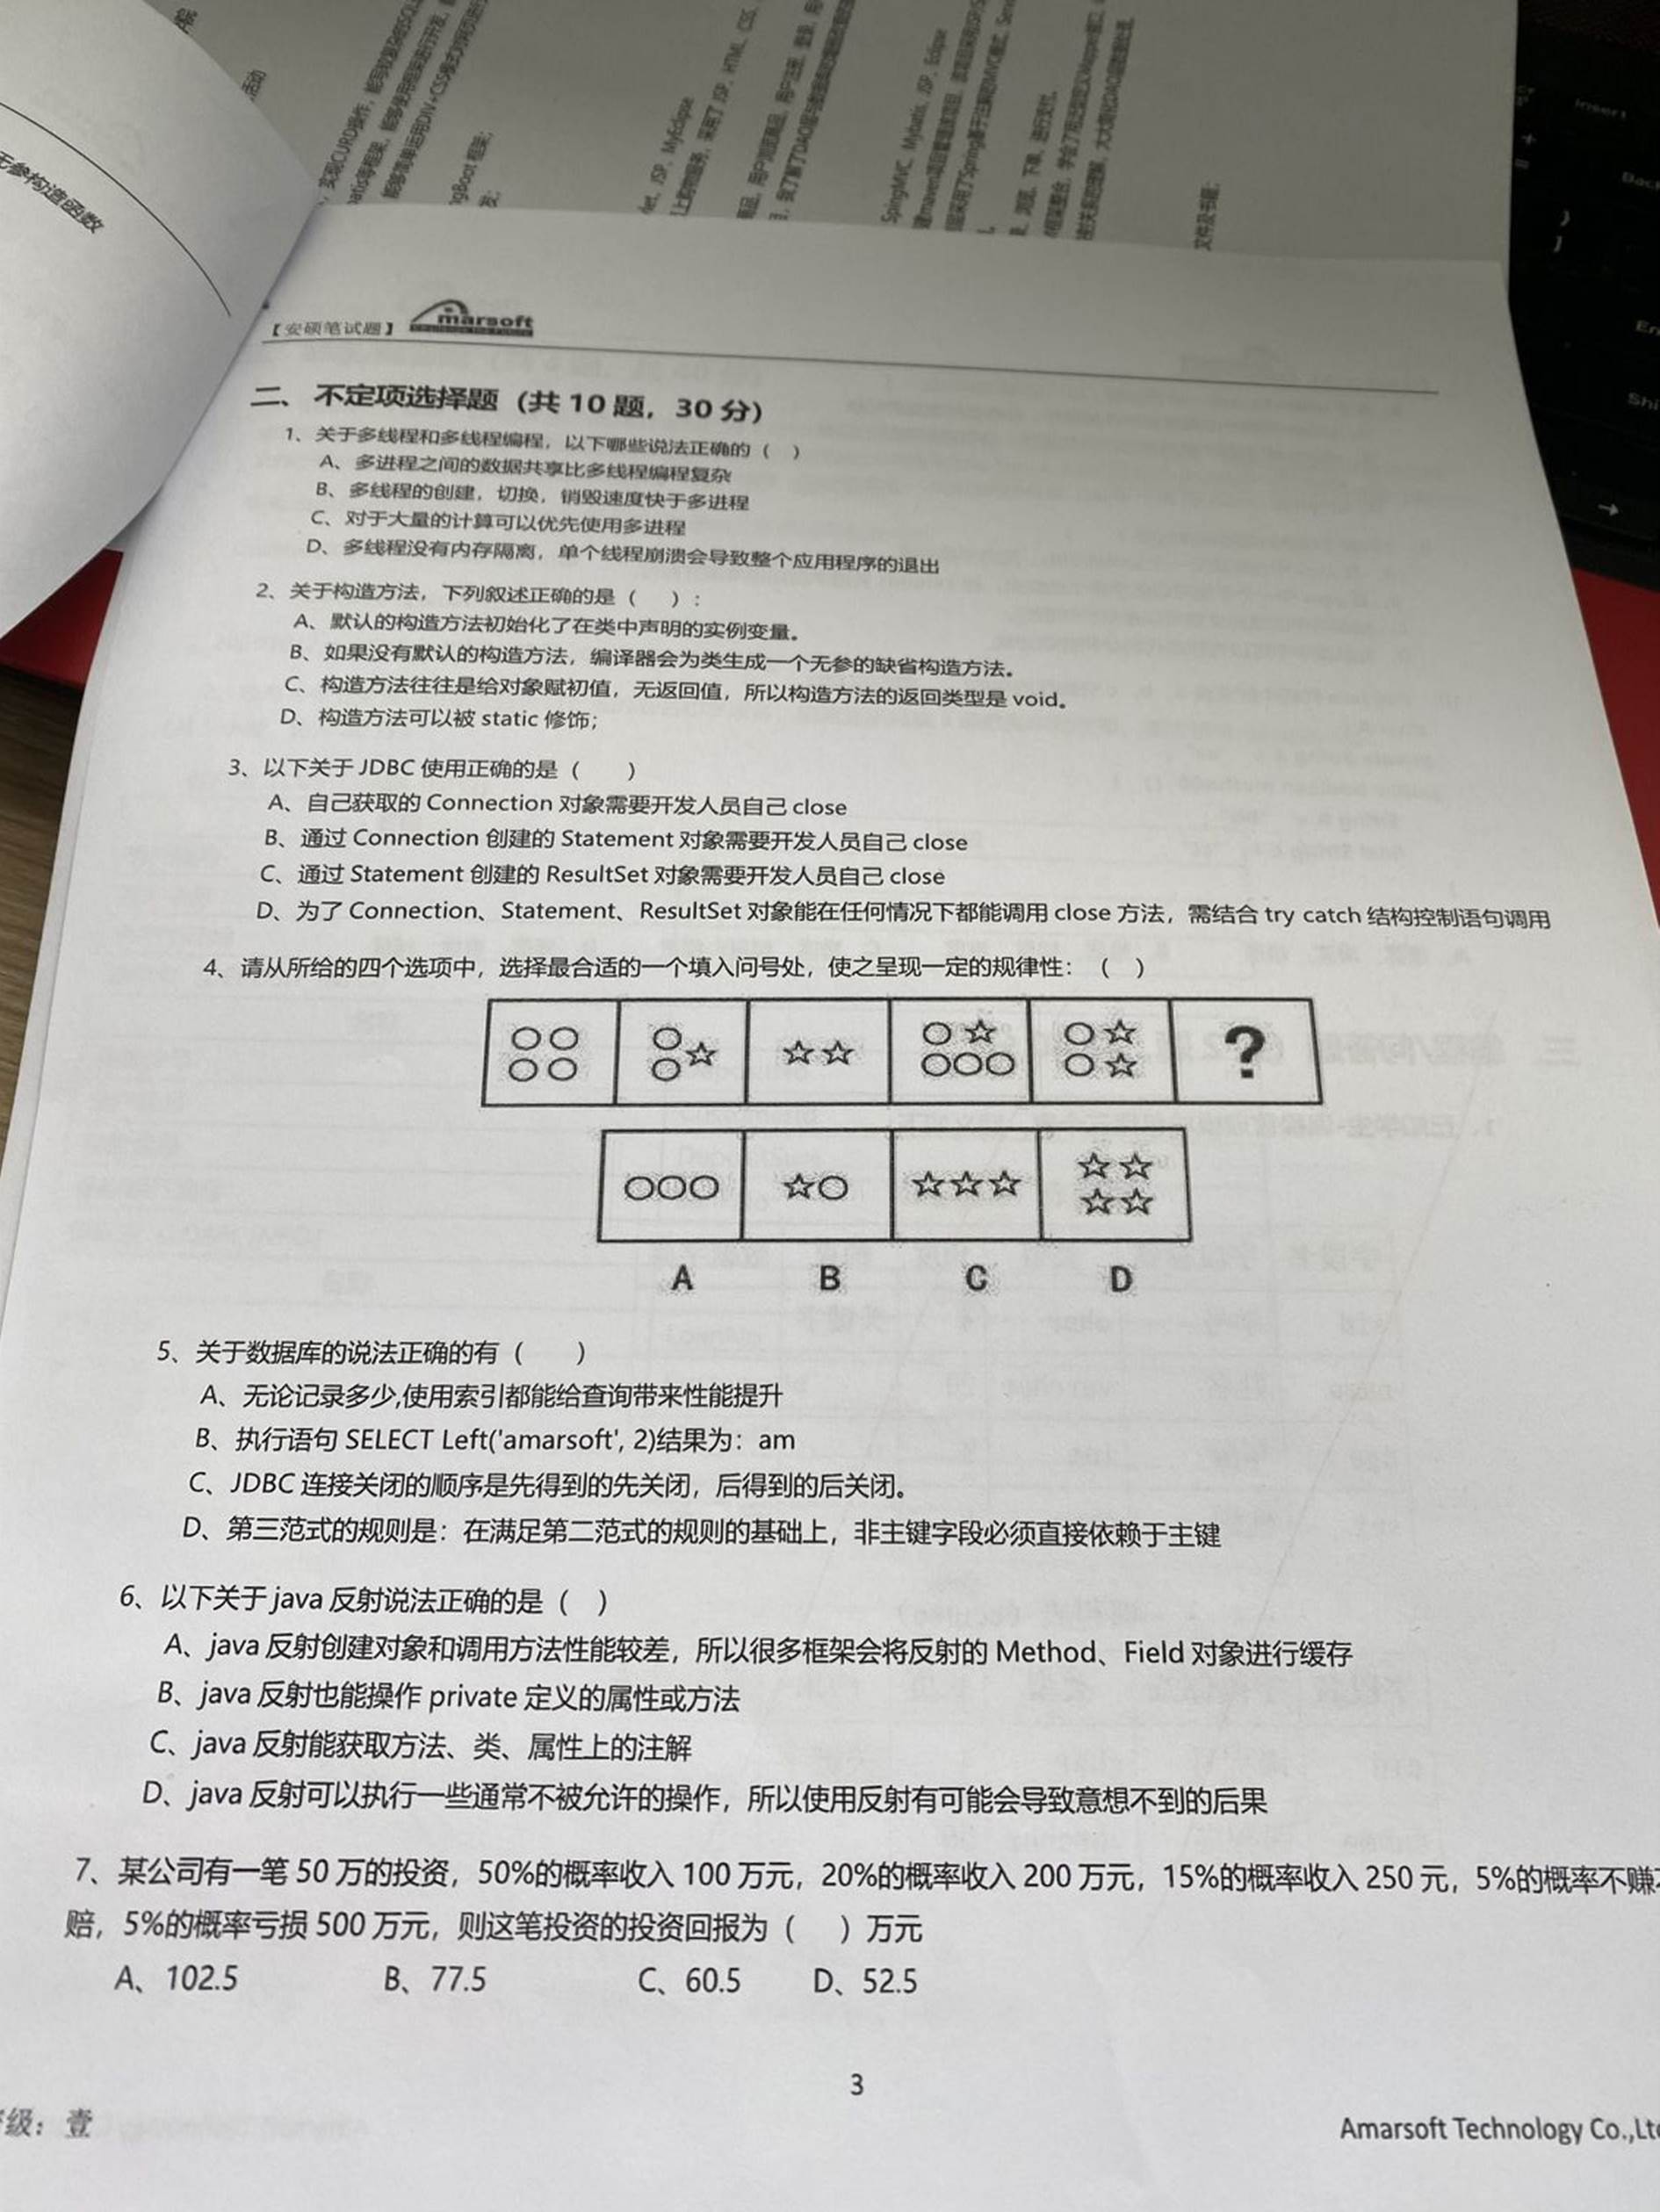 活动
无参构造函数
实现CURD操作，
ngBoot 框架；
let、JSP、MyEclipse
SpringMVC、Mybatis、JSP、Eclipse
【安硕笔试题】 marsoft
二、不定项选择题（共 10 题，30 分）
1、关于多线程和多线程编程，以下哪些说法正确的（ ）
A、多进程之间的数据共享比多线程编程复杂
B、多线程的创建，切换，销毁速度快于多进程
C、对于大量的计算可以优先使用多进程
D、多线程没有内存隔离，单个线程崩溃会导致整个应用程序的退出
2、关于构造方法，下列叙述正确的是（ ）：
A、默认的构造方法初始化了在类中声明的实例变量。
B、如果没有默认的构造方法，编译器会为类生成一个无参的缺省构造方法。
C、构造方法往往是给对象赋初值，无返回值，所以构造方法的返回类型是 void。
D、构造方法可以被 static 修饰；
3、以下关于 JDBC 使用正确的是（ ）
A、自己获取的 Connection 对象需要开发人员自己 close
B、通过 Connection 创建的 Statement 对象需要开发人员自己 close
C、通过 Statement 创建的 ResultSet 对象需要开发人员自己 close
D、为了 Connection、Statement、ResultSet 对象能在任何情况下都能调用 close 方法，需结合 try catch 结构控制语句调用
4、请从所给的四个选项中，选择最合适的一个填入问号处，使之呈现一定的规律性：（ ）
?
A B C D
5、关于数据库的说法正确的有（ ）
A、无论记录多少,使用索引都能给查询带来性能提升
B、执行语句 SELECT Left('amarsoft', 2)结果为：am
C、JDBC 连接关闭的顺序是先得到的先关闭，后得到的后关闭。
D、第三范式的规则是：在满足第二范式的规则的基础上，非主键字段必须直接依赖于主键
6、以下关于 java 反射说法正确的是（ ）
A、java 反射创建对象和调用方法性能较差，所以很多框架会将反射的 Method、Field 对象进行缓存
B、java 反射也能操作 private 定义的属性或方法
C、java 反射能获取方法、类、属性上的注解
D、java 反射可以执行一些通常不被允许的操作，所以使用反射有可能会导致意想不到的后果
7、某公司有一笔 50 万的投资，50%的概率收入 100 万元，20%的概率收入 200 万元，15%的概率收入 250 元，5%的概率不赚
赔，5%的概率亏损 500 万元，则这笔投资的投资回报为（ ）万元
A、102.5 B、77.5 C、60.5 D、52.5
3
级：壹
Amarsoft Technology Co.,Lt